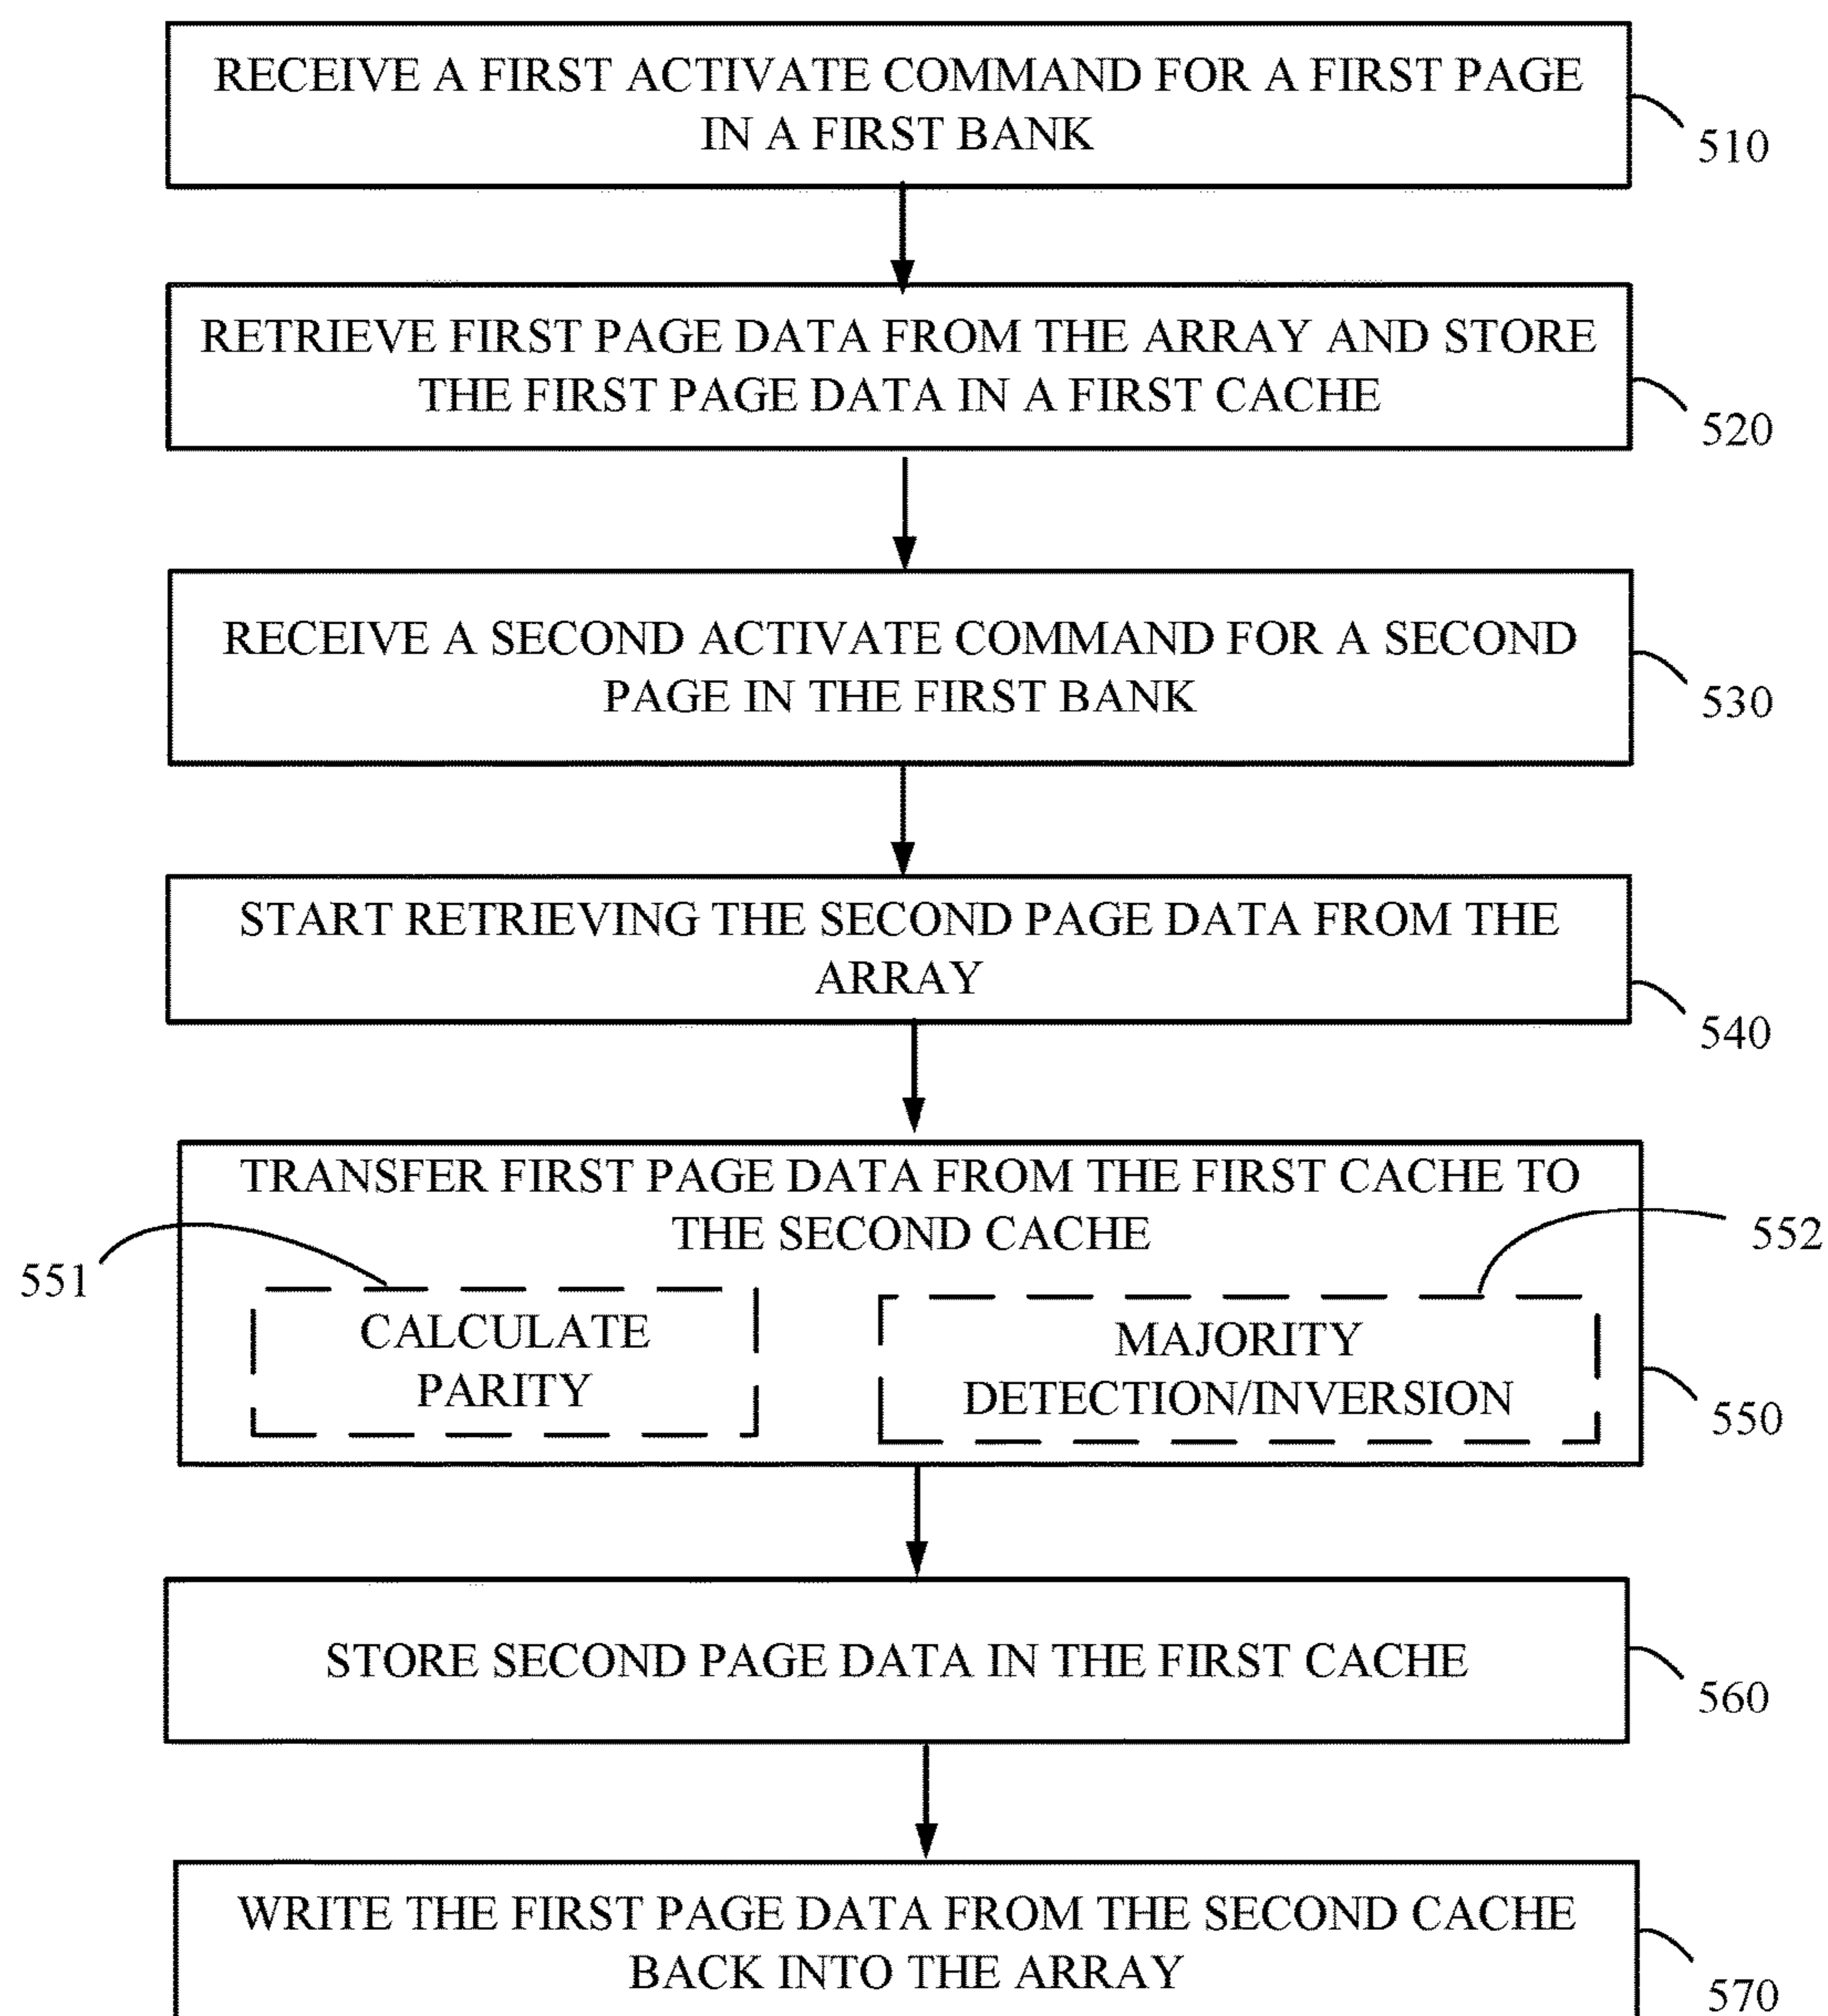 RECEIVE A FIRST ACTIVATE COMMAND FOR A FIRST PAGE
IN A FIRST BANK
510
RETRIEVE FIRST PAGE DATA FROM THE ARRAY AND STORE
THE FIRST PAGE DATA IN A FIRST CACHE
520
RECEIVE A SECOND ACTIVATE COMMAND FOR A SECOND
PAGE IN THE FIRST BANK
530
START RETRIEVING THE SECOND PAGE DATA FROM THE
ARRAY
540
TRANSFER FIRST PAGE DATA FROM THE FIRST CACHE TO
THE SECOND CACHE
551
552
CALCULATE
PARITY
MAJORITY
DETECTION/INVERSION
550
STORE SECOND PAGE DATA IN THE FIRST CACHE
560
WRITE THE FIRST PAGE DATA FROM THE SECOND CACHE
BACK INTO THE ARRAY
570